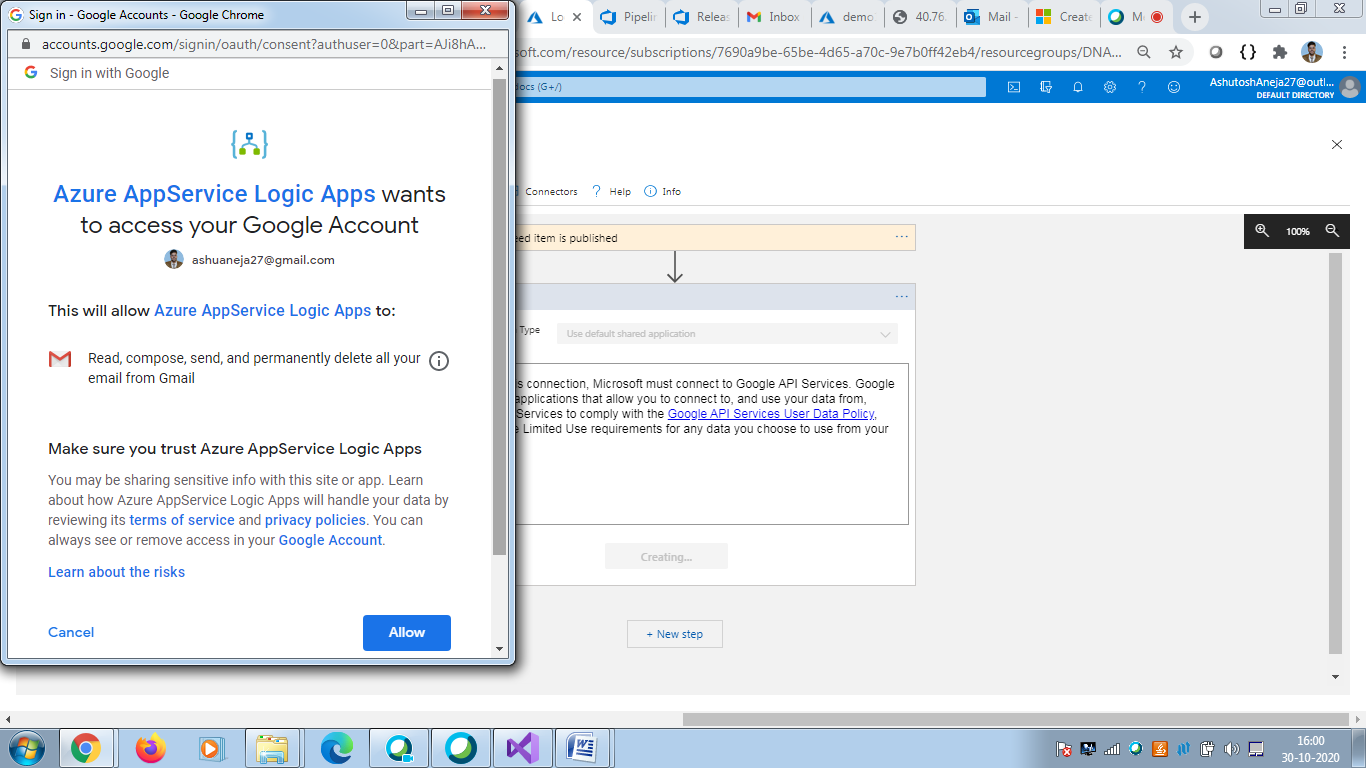 Sign in - Google Accounts - Google Chrome
accounts.google.com/signin/oauth/consent?authuser=0&part=AJi8hA...
Sign in with Google
Azure AppService Logic Apps wants
to access your Google Account
ashuaneja27@gmail.com
This will allow Azure AppService Logic Apps to:
Read, compose, send, and permanently delete all your
email from Gmail
Make sure you trust Azure AppService Logic Apps
You may be sharing sensitive info with this site or app. Learn
about how Azure AppService Logic Apps will handle your data by
reviewing its terms of service and privacy policies. You can
always see or remove access in your Google Account.
Learn about the risks
Cancel
Allow
Lo
Pipelin
Releas
Inbox
demo
40.76.
Mail -
Create
M
soft.com/resource/subscriptions/7690a9be-65be-4d65-a70c-9e7b0ff42eb4/resourcegroups/DNA...
docs (G+/)
AshutoshAneja27@outl...
DEFAULT DIRECTORY
Connectors
Help
Info
eed item is published
100%
Type
Use default shared application
s connection, Microsoft must connect to Google API Services. Google
applications that allow you to connect to, and use your data from,
Services to comply with the Google API Services User Data Policy,
e Limited Use requirements for any data you choose to use from your
Creating...
+ New step
16:00
30-10-2020